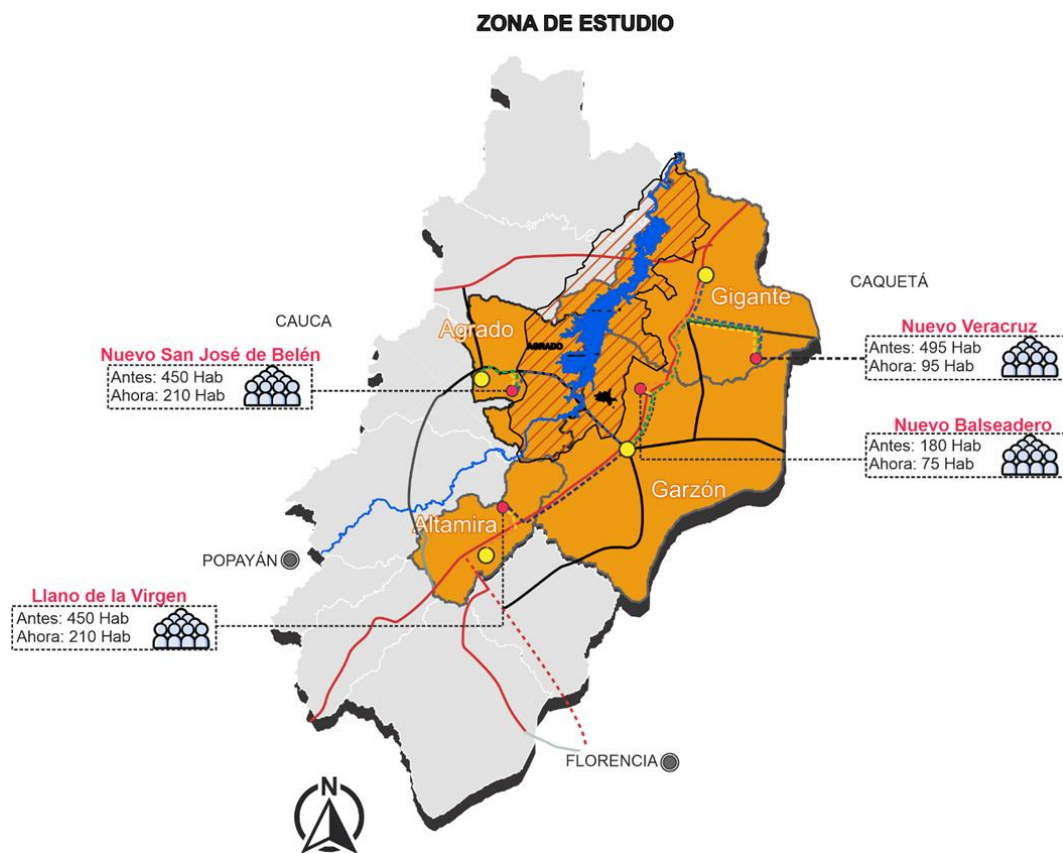 ZONA DE ESTUDIO
CAUCA
CAQUETÁ
Agrado
Gigante
AGRADO
Nuevo San José de Belén
Antes: 450 Hab
Ahora: 210 Hab
Nuevo Veracruz
Antes: 495 Hab
Ahora: 95 Hab
Nuevo Balseadero
Antes: 180 Hab
Ahora: 75 Hab
Garzón
Altamira
POPAYÁN
Llano de la Virgen
Antes: 450 Hab
Ahora: 210 Hab
FLORENCIA
N